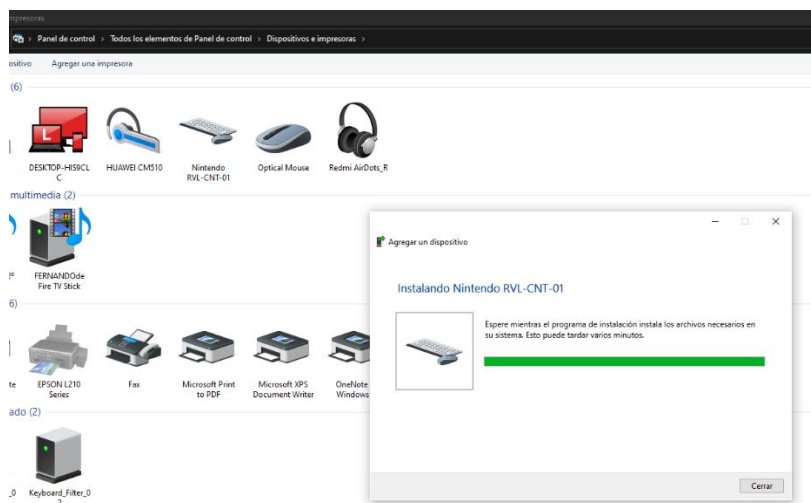 impresoras
Panel de control › Todos los elementos de Panel de control › Dispositivos e impresoras ›
ositivo Agregar una impresora
(6)
DESKTOP-HIS9CL
C
HUAWEI CM510
Nintendo
RVL-CNT-01
Optical Mouse
Redmi AirDots_R
multimedia (2)
FERNANDOde
Fire TV Stick
6)
EPSON L210
Series
Fax
Microsoft Print
to PDF
Microsoft XPS
Document Writer
OneNote
Windows
ado (2)
_0
Keyboard_Filter_0
2
Agregar un dispositivo
Instalando Nintendo RVL-CNT-01
Espere mientras el programa de instalación instala los archivos necesarios en
su sistema. Esto puede tardar varios minutos.
Cerrar